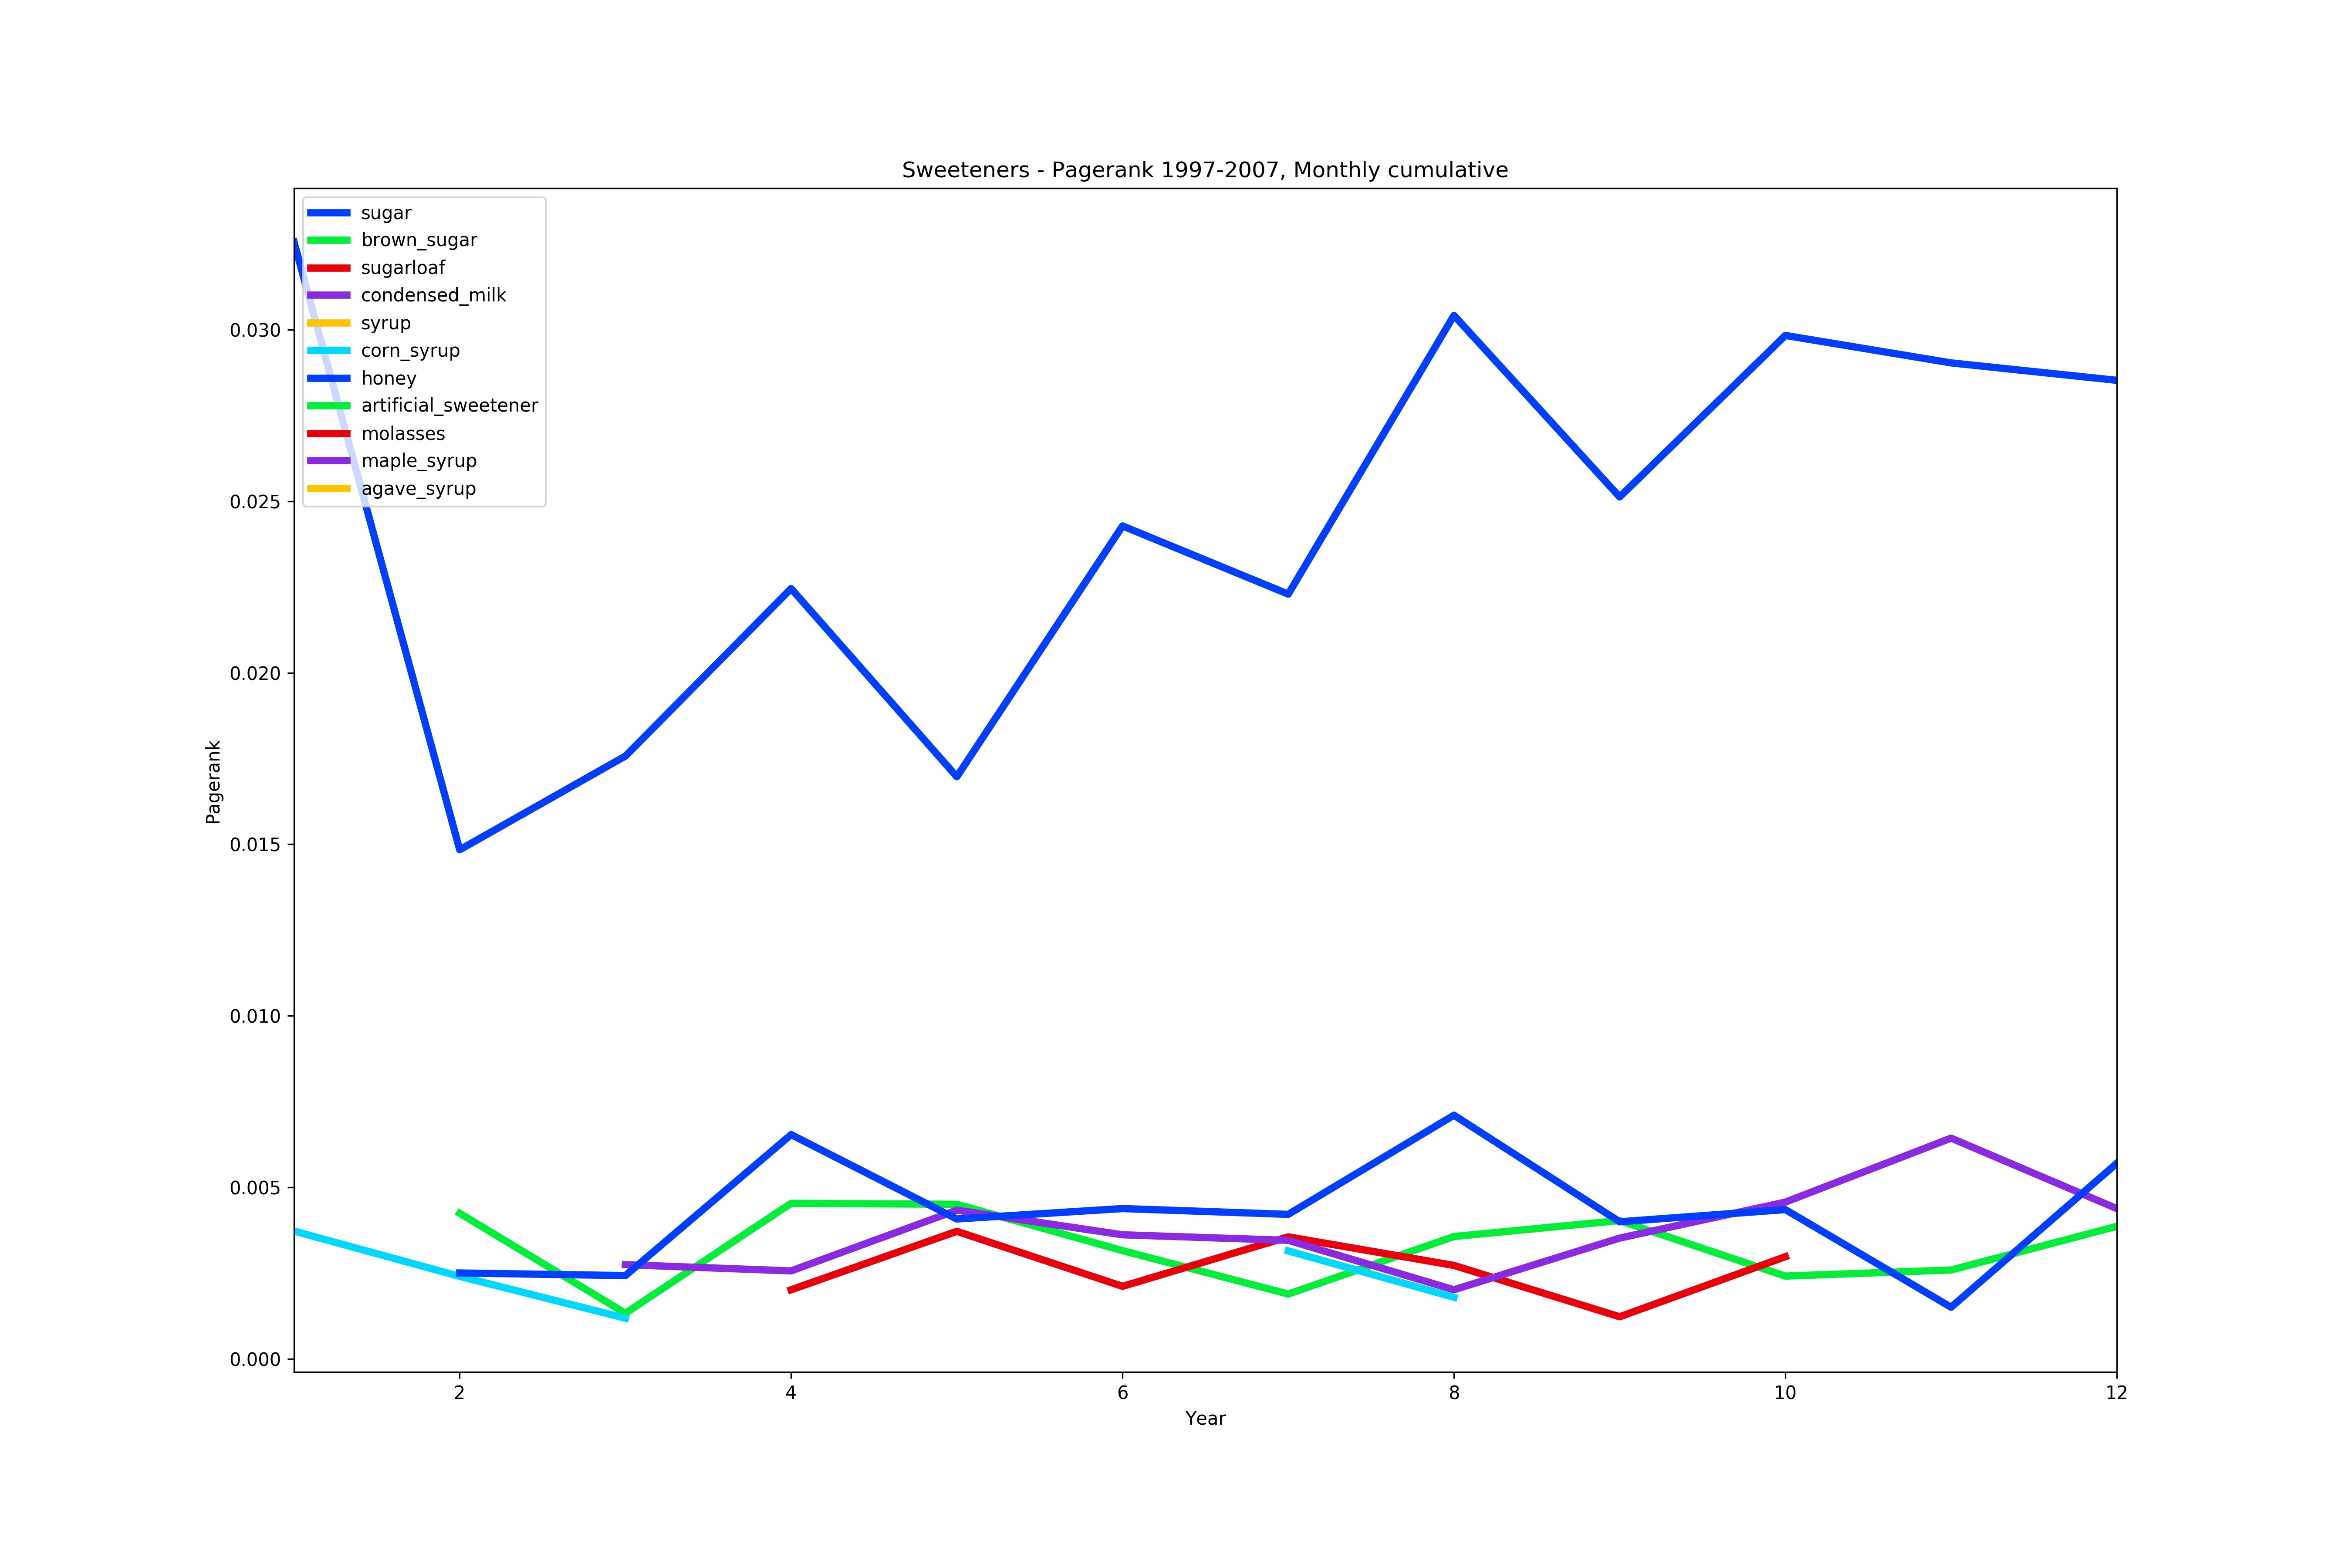 Sweeteners - Pagerank 1997-2007, Monthly cumulative
sugar
brown_sugar
sugarloaf
condensed_milk
syrup
corn_syrup
honey
artificial_sweetener
molasses
maple_syrup
agave_syrup
0.030
0.025
0.020
0.015
0.010
0.005
0.000
Pagerank
2 4 6 8 10 12
Year